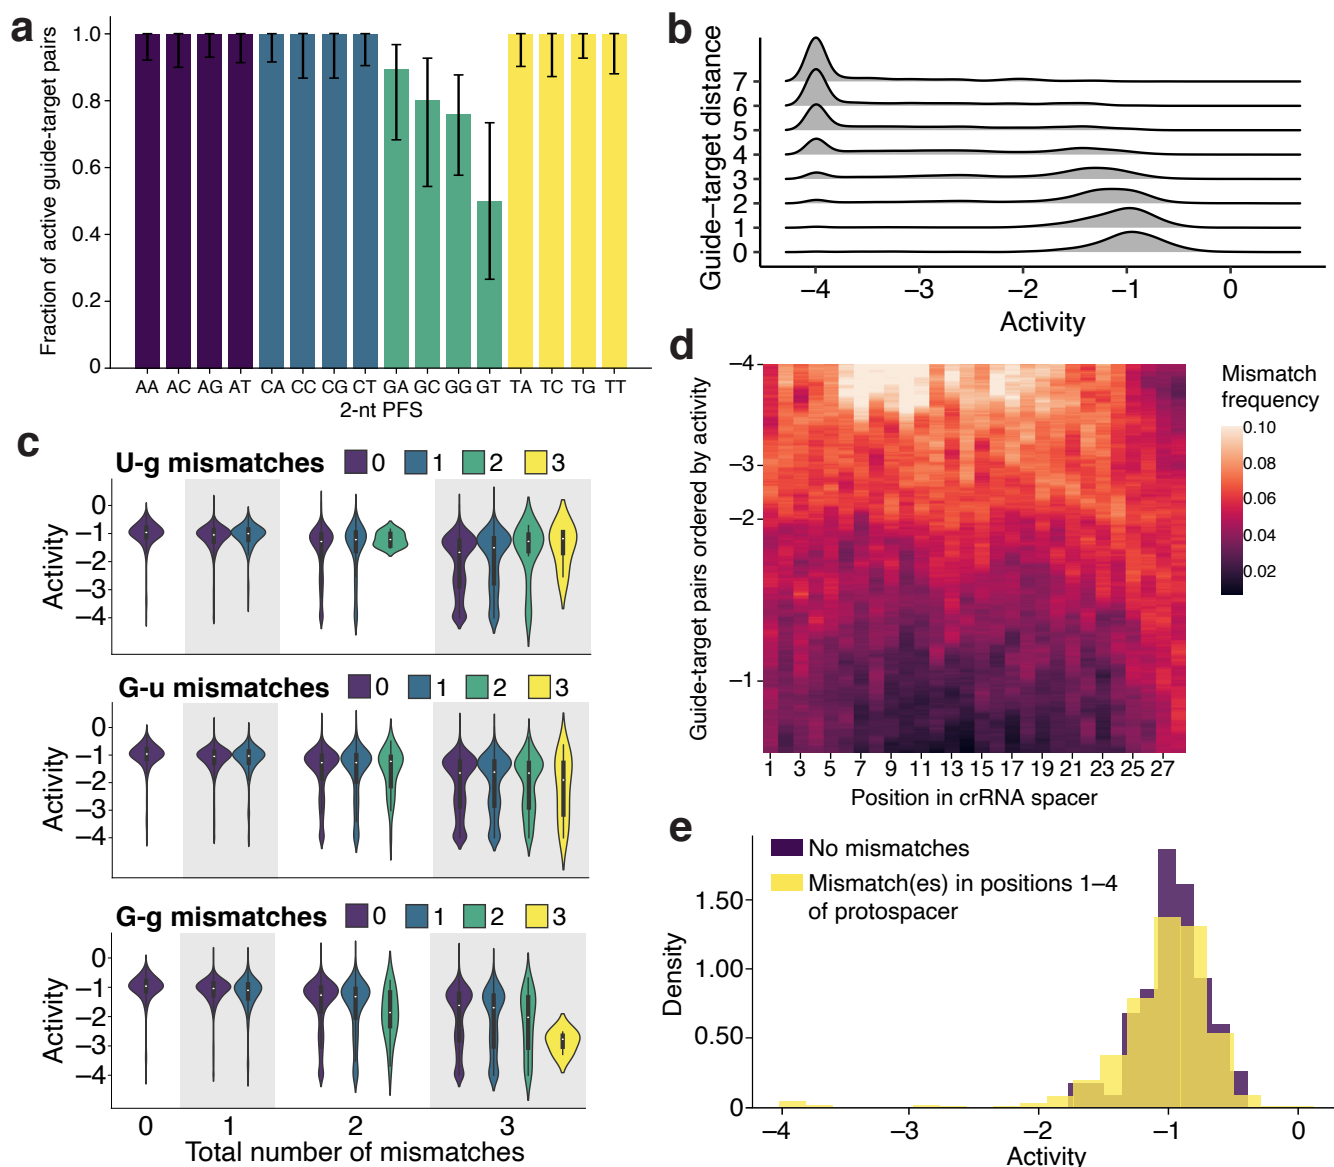 a
Fraction of active guide-target pairs
1.0
0.8
0.6
0.4
0.2
0
AA AC AG AT CA CC CG CT GA GC GG GT TA TC TG TT
2-nt PFS
b
Guide–target distance
7
6
5
4
3
2
1
0
−4 −3 −2 −1 0
Activity
c
U-g mismatches 0 1 2 3
Activity
0
−1
−2
−3
−4
G-u mismatches 0 1 2 3
Activity
0
−1
−2
−3
−4
G-g mismatches 0 1 2 3
Activity
0
−1
−2
−3
−4
0 1 2 3
Total number of mismatches
d
Guide-target pairs ordered by activity
−4
−3
−2
−1
1 3 5 7 9 11 13 15 17 19 21 23 25 27
Position in crRNA spacer
Mismatch
frequency
0.10
0.08
0.06
0.04
0.02
e
No mismatches
Mismatch(es) in positions 1–4
of protospacer
Density
1.50
1.00
0.50
0
−4 −3 −2 −1 0
Activity